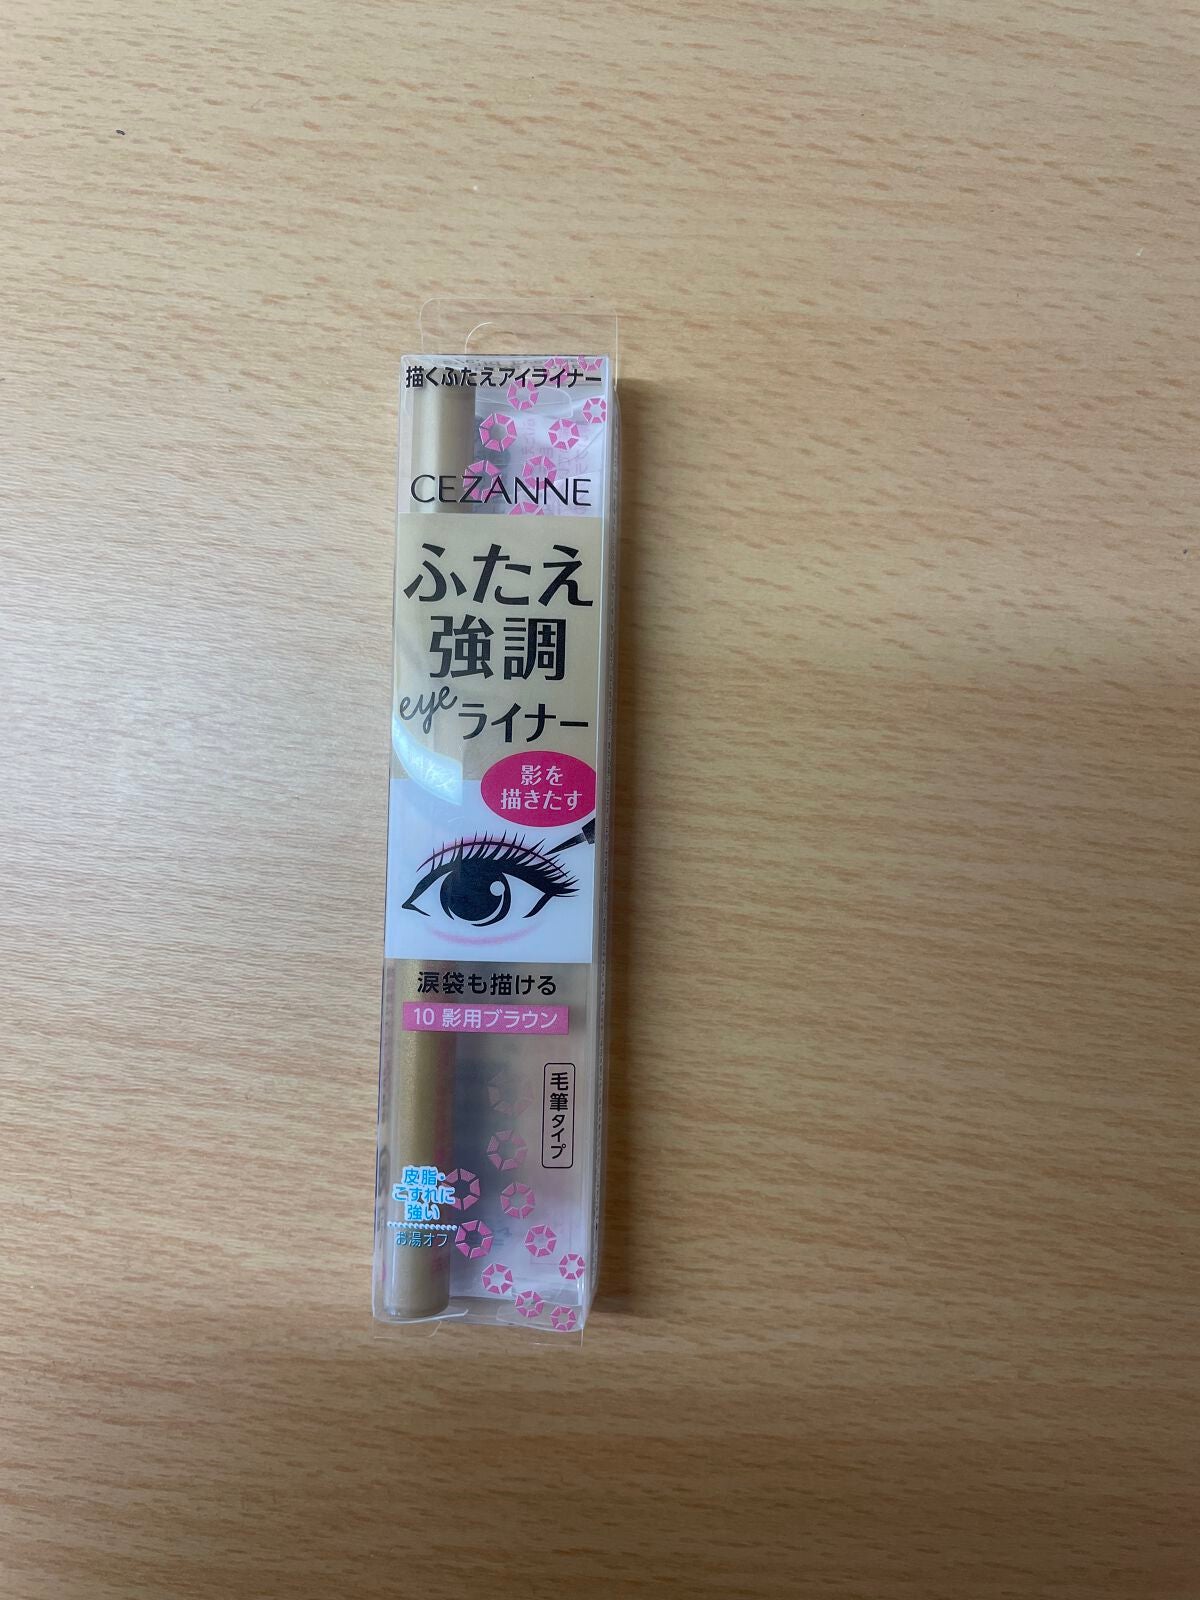 描くふたえアイライナー
CEZANNE
ふたえ
強調
eye ライナー
影を
描きたす
涙袋も描ける
10 影用ブラウン
毛筆タイプ
皮脂・
こすれに
強い
お湯オフ